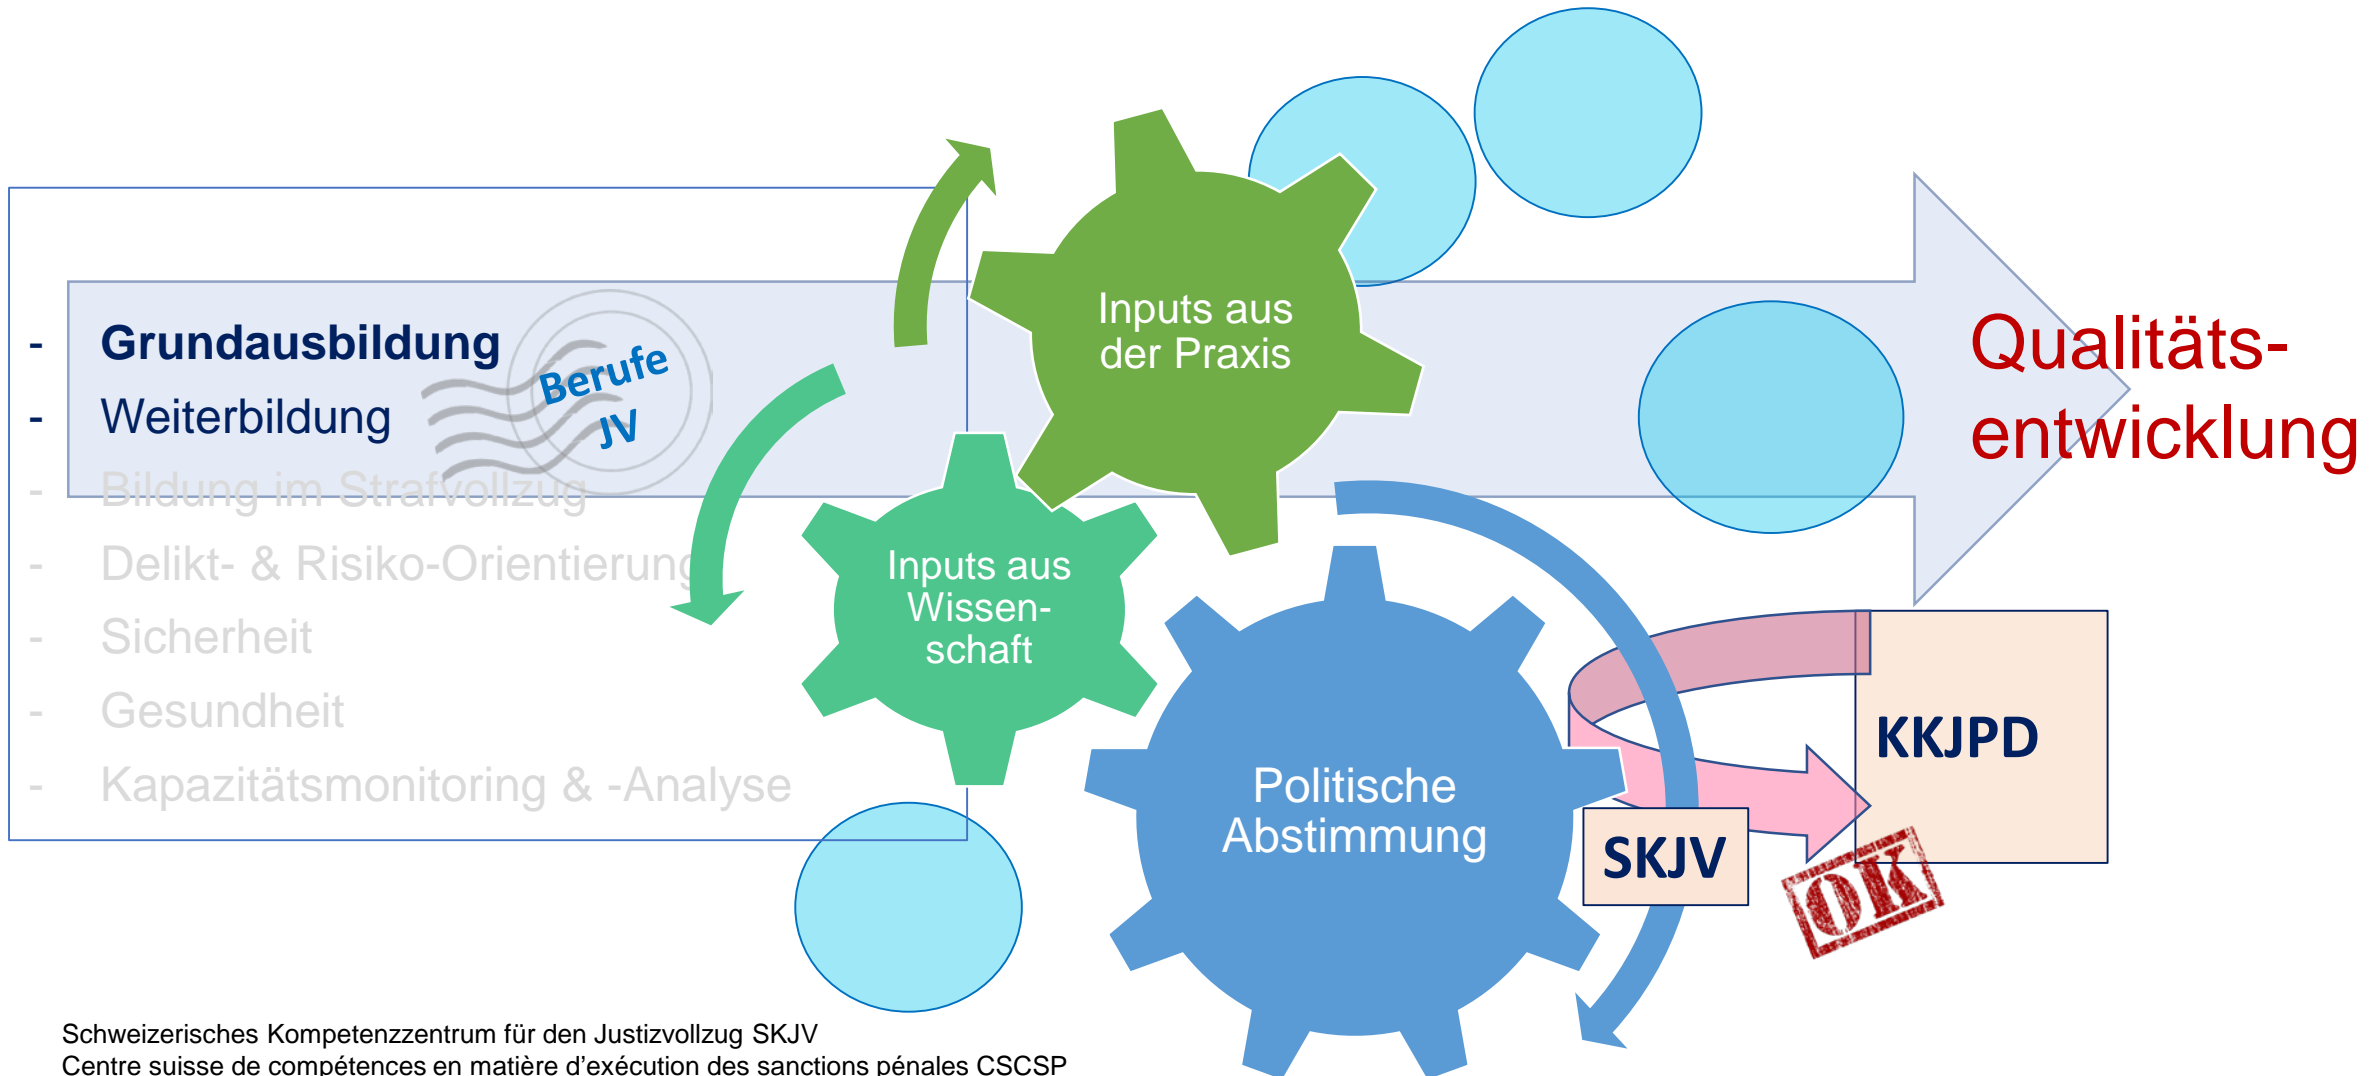 - Grundausbildung
- Weiterbildung
- Bildung im Strafvollzug
- Delikt- & Risiko-Orientierung
- Sicherheit
- Gesundheit
- Kapazitätsmonitoring & -Analyse
Berufe
JV
Inputs aus
der Praxis
Inputs aus
Wissen-
schaft
Politische
Abstimmung
Qualitäts-
entwicklung
KKJPD
SKJV
OK
Schweizerisches Kompetenzzentrum für den Justizvollzug SKJV
Centre suisse de compétences en matière d'exécution des sanctions pénales CSCSP